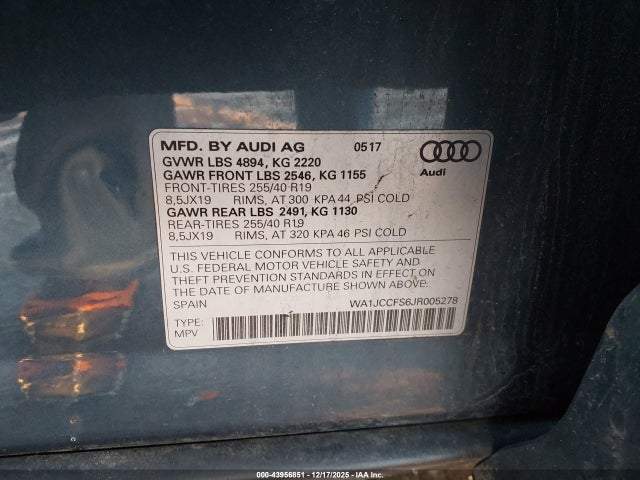 MFD. BY AUDI AG 05 17
GVWR LBS 4894, KG 2220
GAWR FRONT LBS 2546, KG 1155
FRONT-TIRES 255/40 R19
8,5JX19 RIMS, AT 300 KPA 44 PSI COLD
GAWR REAR LBS 2491, KG 1130
REAR-TIRES 255/40 R19
8,5JX19 RIMS, AT 320 KPA 46 PSI COLD
Audi
THIS VEHICLE CONFORMS TO ALL APPLICABLE
U.S. FEDERAL MOTOR VEHICLE SAFETY AND
THEFT PREVENTION STANDARDS IN EFFECT ON
THE DATE OF MANUFACTURE SHOWN ABOVE.
SPAIN WA1JCCFS6JR005278
TYPE:
MPV
000-43956851 - 12/17/2025 - IAA Inc.